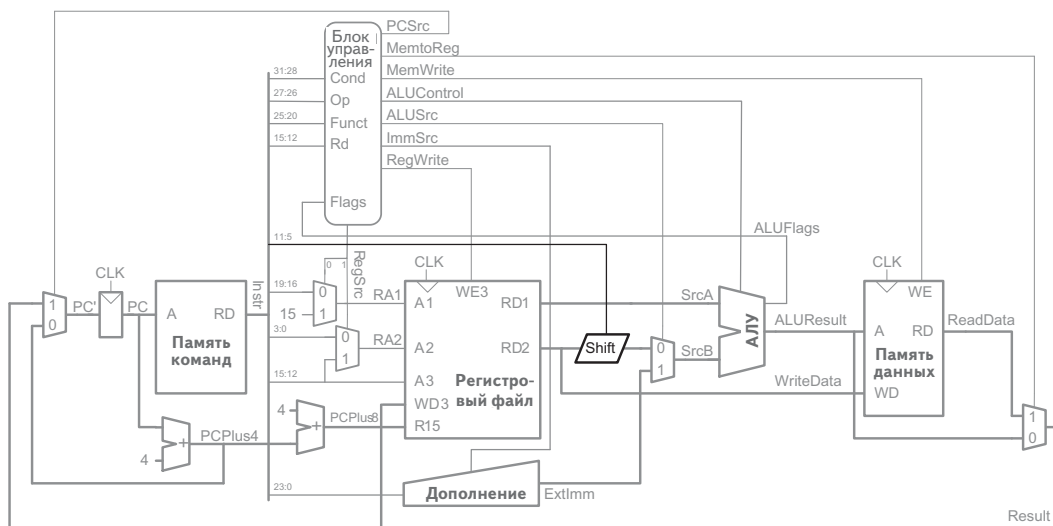 PCSrc
Блок
управ-
ления
MemtoReg
MemWrite
31:28
Cond
27:26
Op
ALUControl
25:20
Funct
ALUSrc
15:12
Rd
ImmSrc
RegWrite
Flags
ALUFlags
11:5
0 1
RegSrc
CLK
CLK
CLK
Instr
19:16
0
RA1
A1
WE3
RD1
SrcA
WE
1
0
PC'
PC
A
RD
15
1
3:0
0
1
RA2
A2
RD2
Shift
0
1
SrcB
АЛУ
ALUResult
A
RD
ReadData
Память
команд
Память
данных
15:12
A3
Регистро-
вый файл
WriteData
WD
WD3
4
+
PCPlus8
R15
1
0
+
PCPlus4
4
23:0
Дополнение
ExtImm
Result